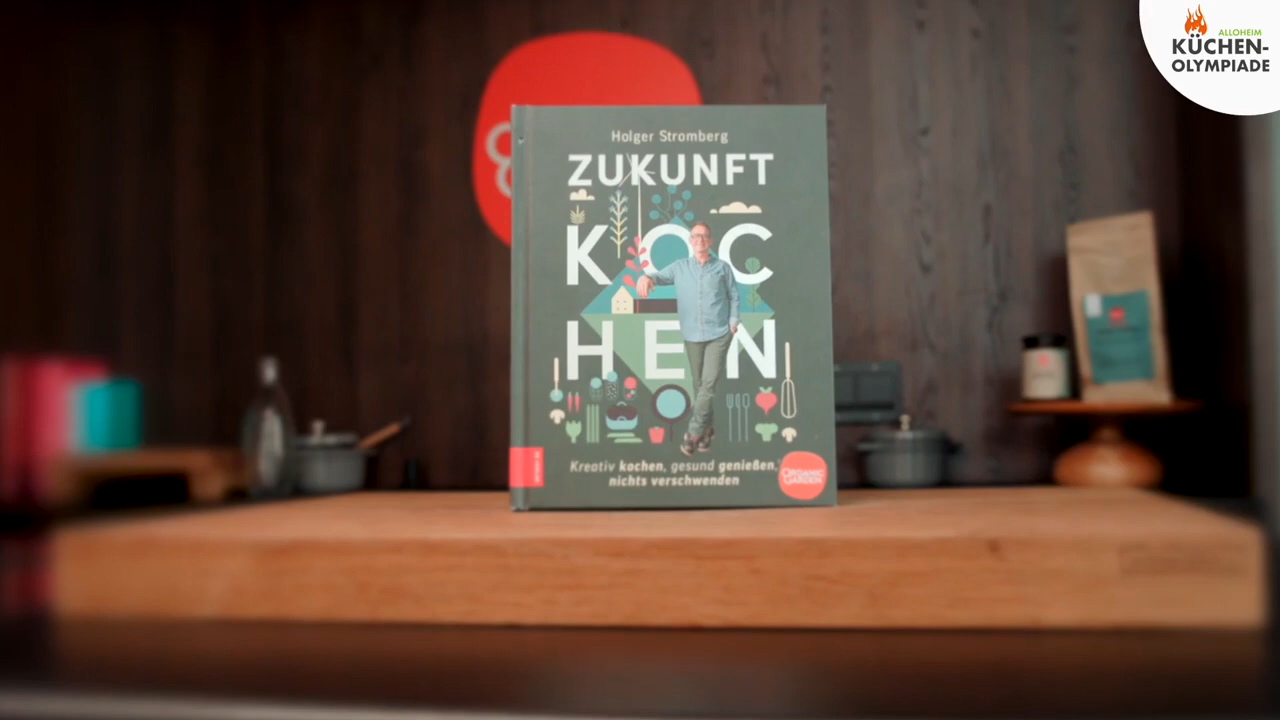 ALLOHEIM
KÜCHEN-
OLYMPIADE
Holger Stromberg
ZUKUNFT
KOC
HEN
Kreativ kochen, gesund genießen,
nichts verschwenden
ORGANIC
GARDEN